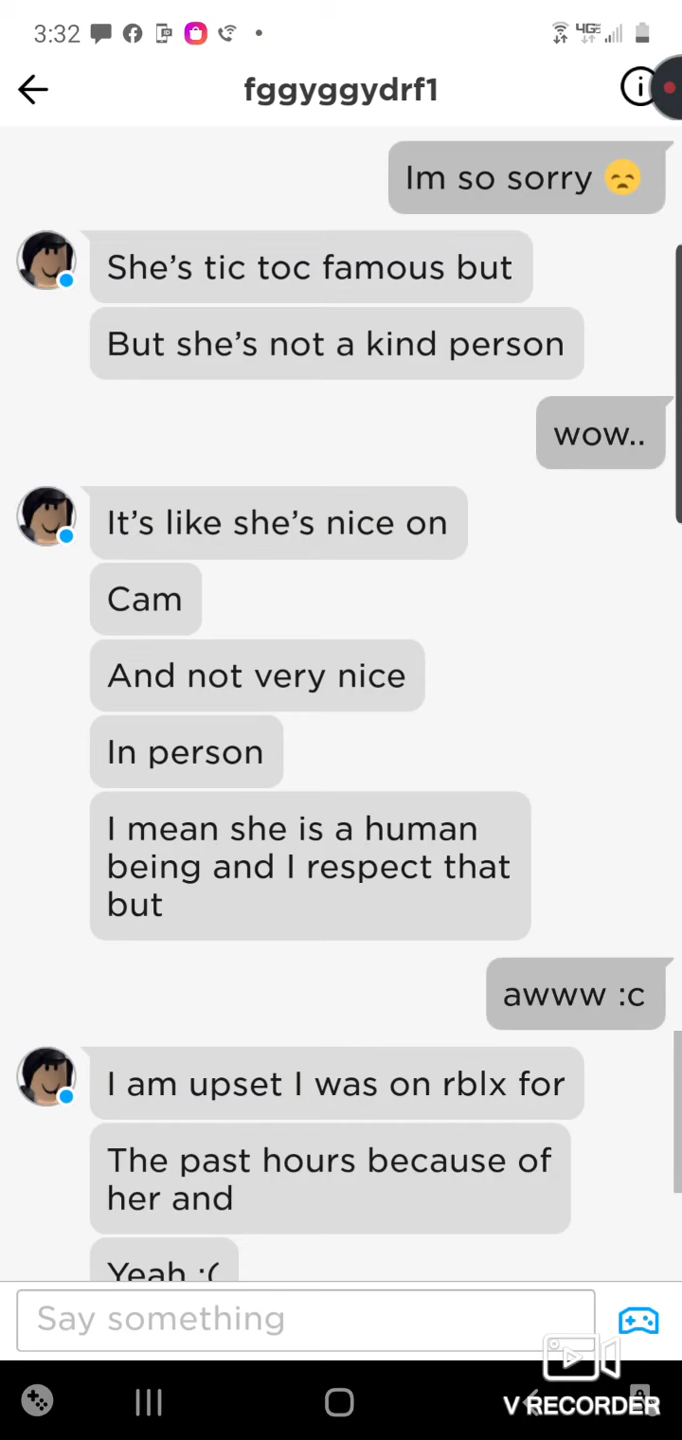 3:32
4GE
fggyggydrf1
Im so sorry 😞
She's tic toc famous but
But she's not a kind person
wow..
It's like she's nice on
Cam
And not very nice
In person
I mean she is a human
being and I respect that
but
awww :c
I am upset I was on rblx for
The past hours because of
her and
Yeah :(
Say something
V RECORDER